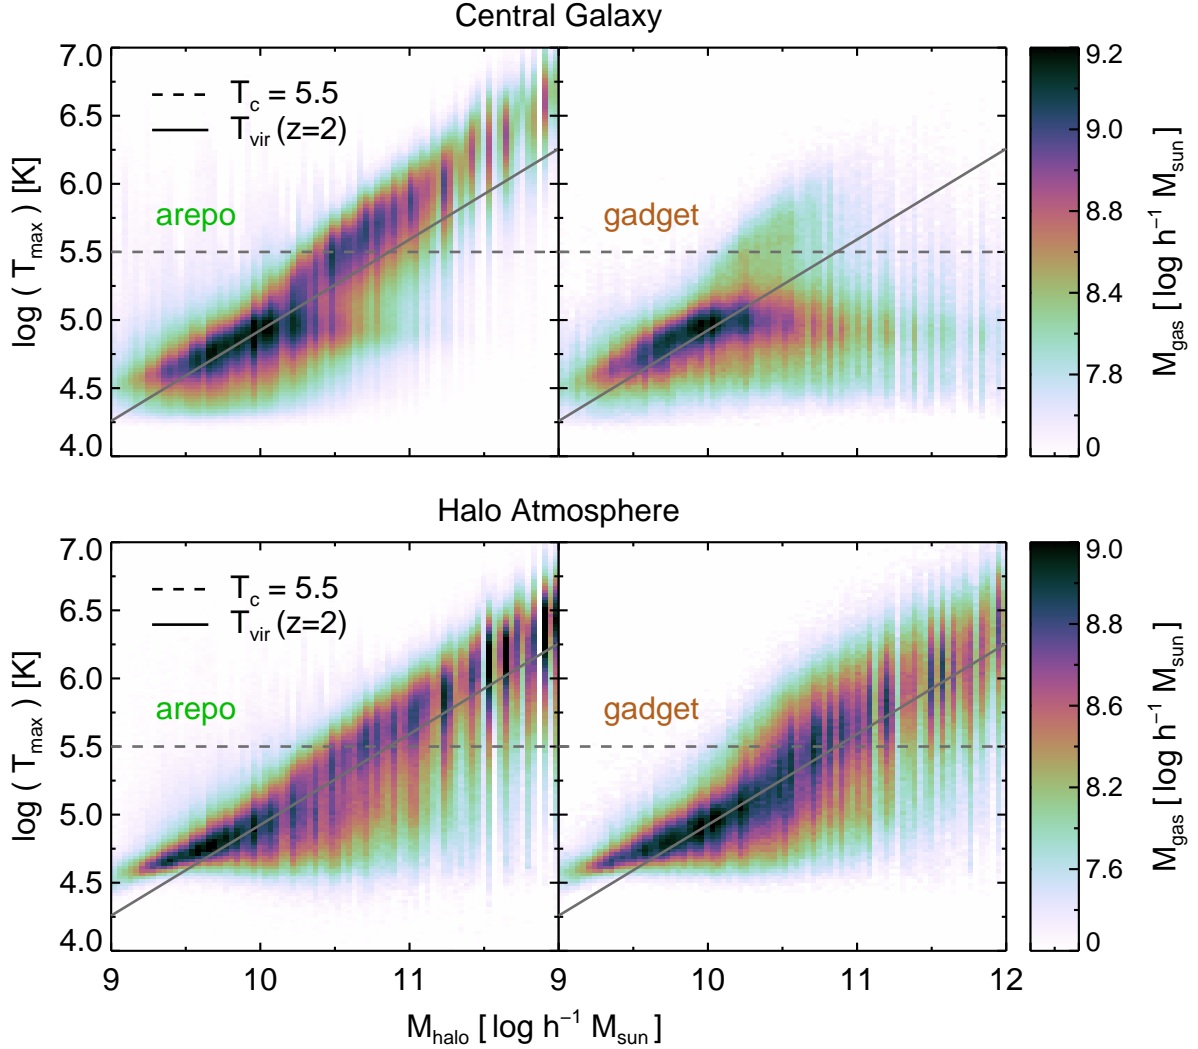 Central Galaxy
7.0
6.5
6.0
5.5
5.0
4.5
4.0
log ( T_max ) [K]
T_c = 5.5
T_vir (z=2)
arepo
gadget
9.2
9.0
8.8
8.4
7.8
0
M_gas [ log h^−1 M_sun ]
Halo Atmosphere
7.0
6.5
6.0
5.5
5.0
4.5
4.0
log ( T_max ) [K]
T_c = 5.5
T_vir (z=2)
arepo
gadget
9.0
8.8
8.6
8.2
7.6
0
M_gas [ log h^−1 M_sun ]
9 10 11 9 10 11 12
M_halo [ log h^−1 M_sun ]